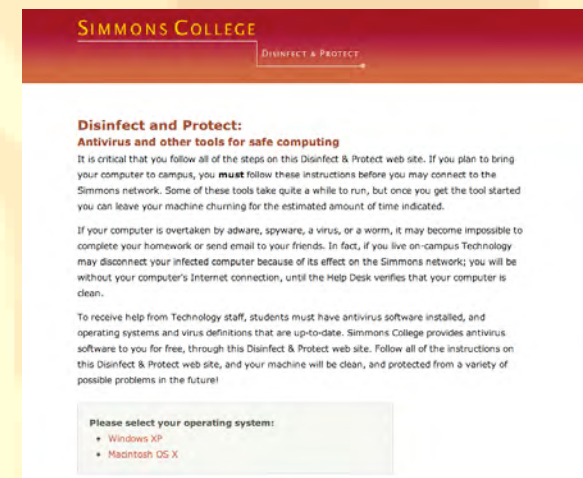 SIMMONS COLLEGE
DISINFECT & PROTECT
Disinfect and Protect:
Antivirus and other tools for safe computing
It is critical that you follow all of the steps on this Disinfect & Protect web site. If you plan to bring
your computer to campus, you must follow these instructions before you may connect to the
Simmons network. Some of these tools take quite a while to run, but once you get the tool started
you can leave your machine churning for the estimated amount of time indicated.
If your computer is overtaken by adware, spyware, a virus, or a worm, it may become impossible to
complete your homework or send email to your friends. In fact, if you live on-campus Technology
may disconnect your infected computer because of its effect on the Simmons network; you will be
without your computer's Internet connection, until the Help Desk verifies that your computer is
clean.
To receive help from Technology staff, students must have antivirus software installed, and
operating systems and virus definitions that are up-to-date. Simmons College provides antivirus
software to you for free, through this Disinfect & Protect web site. Follow all of the instructions on
this Disinfect & Protect web site, and your machine will be clean, and protected from a variety of
possible problems in the future!
Please select your operating system:
• Windows XP
• Macintosh OS X